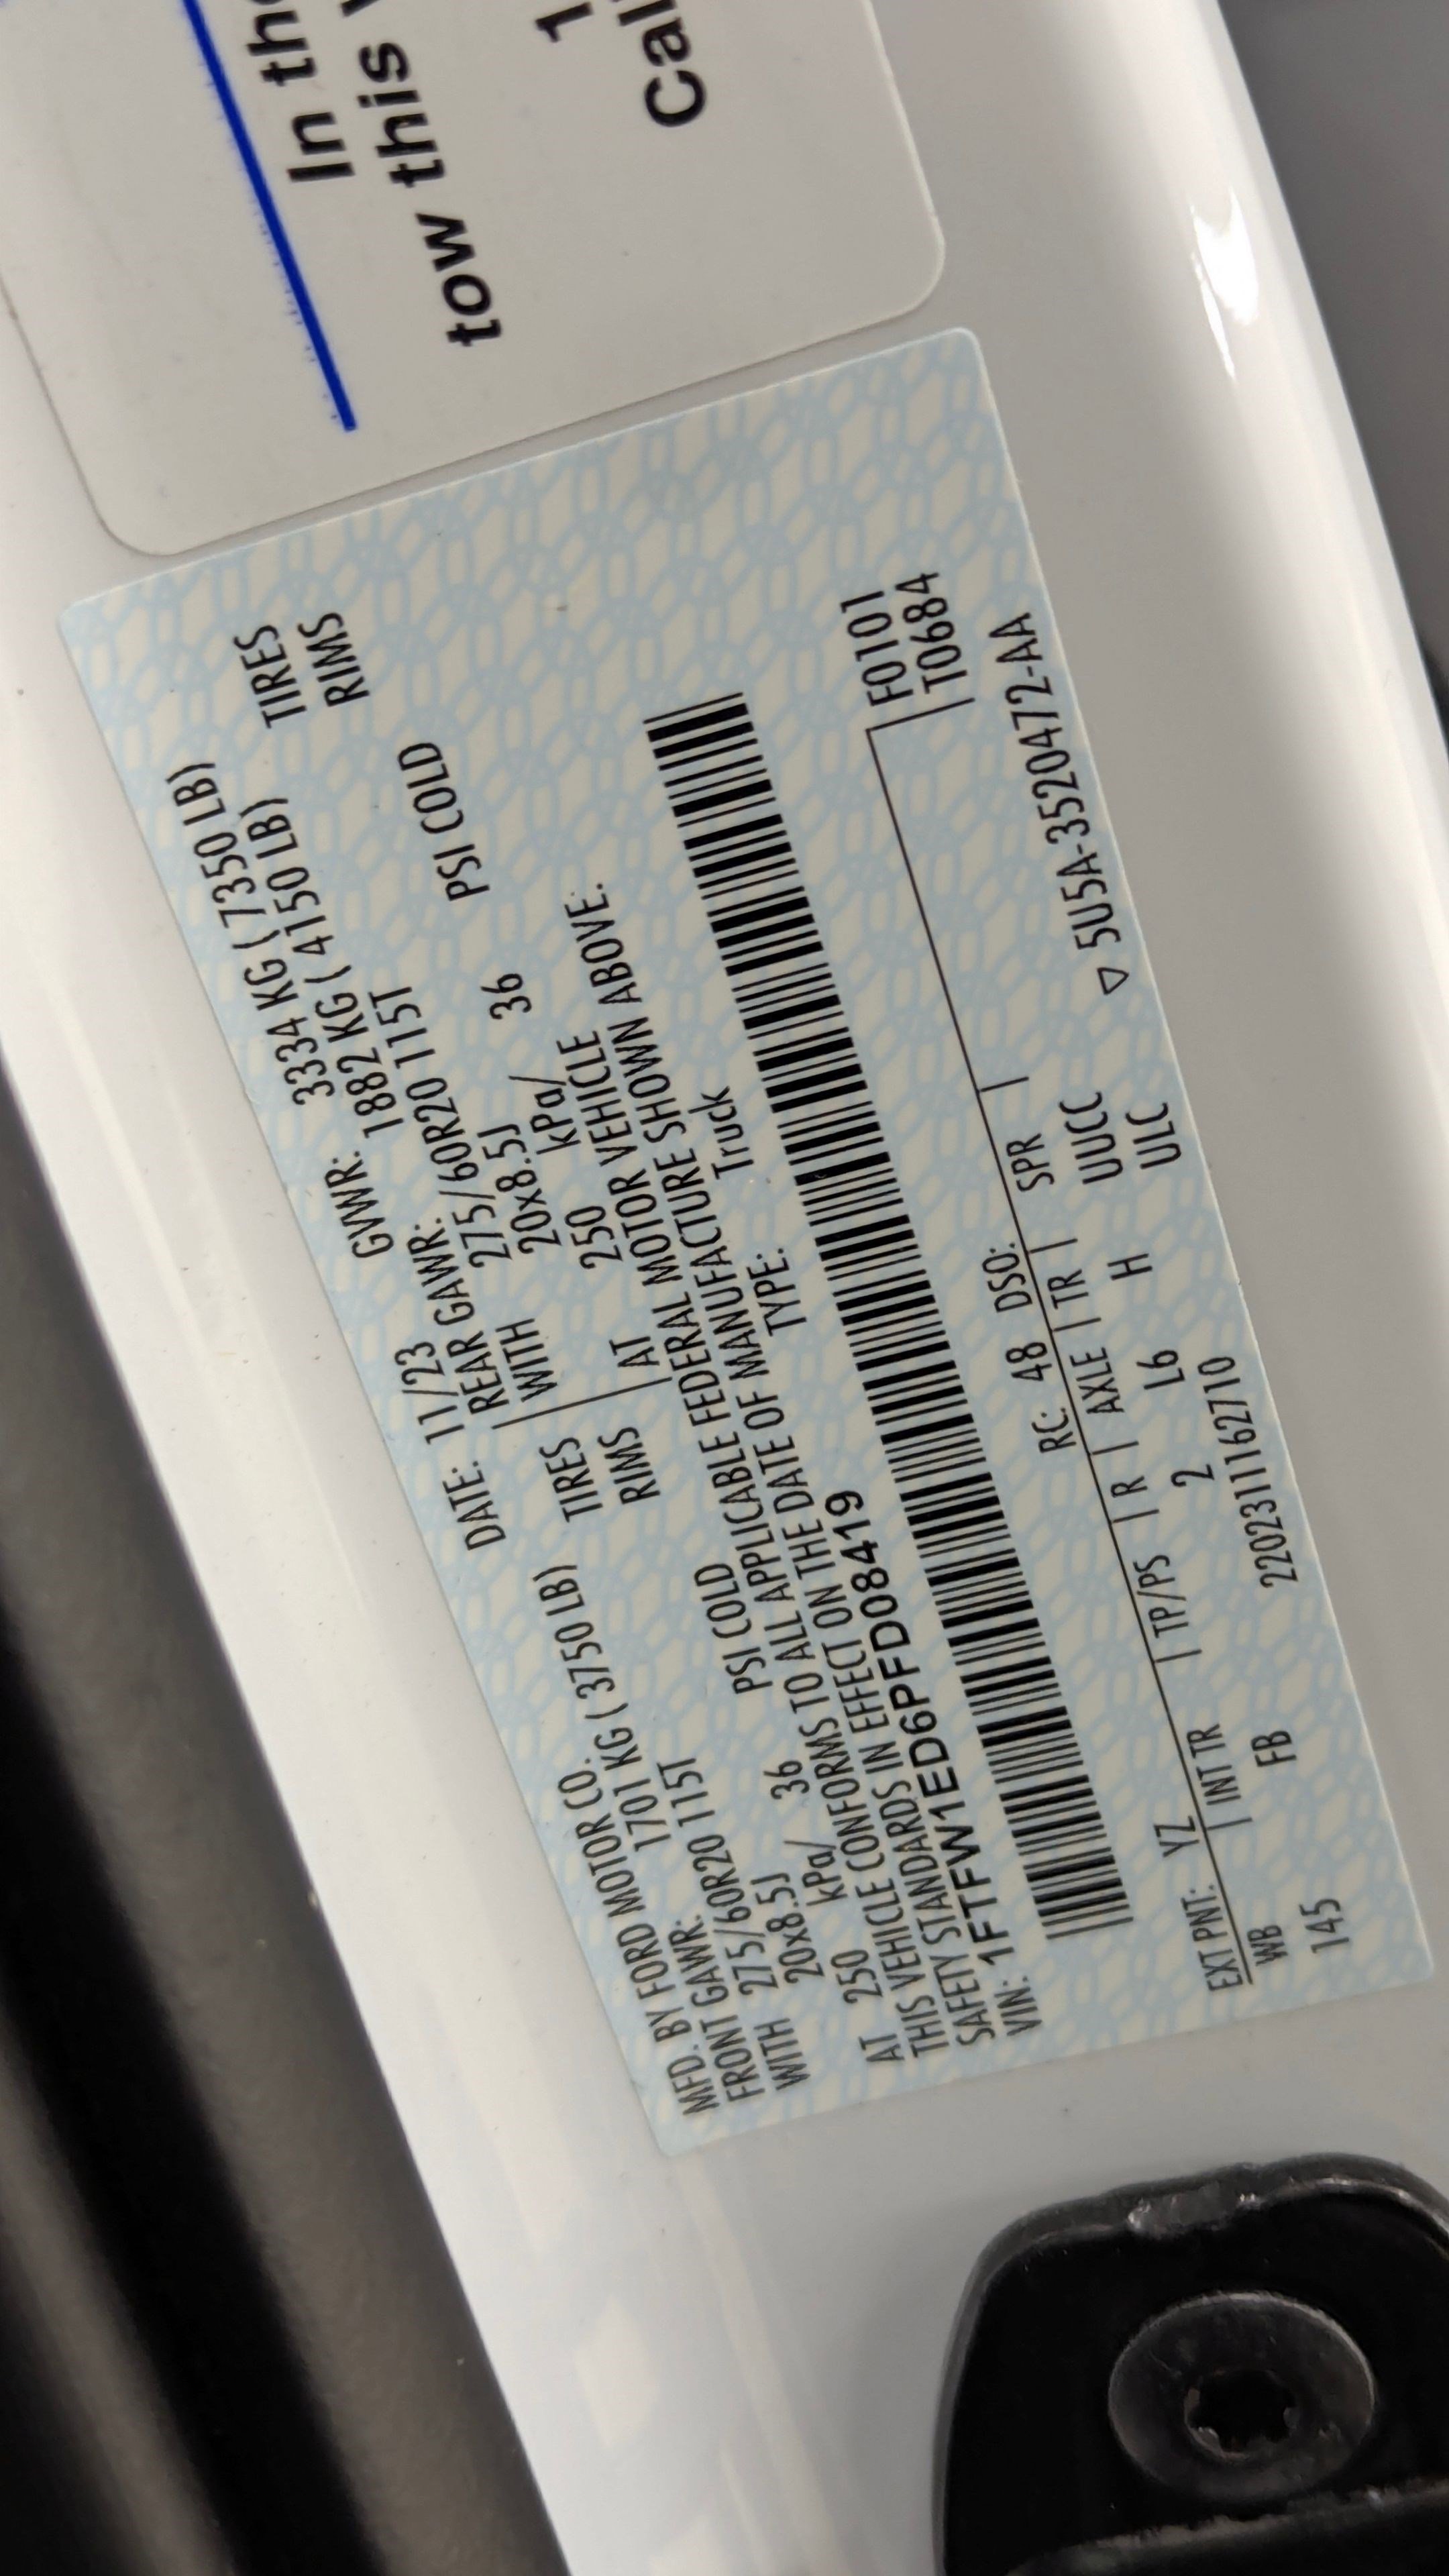 In the
tow this
1
Cal
MFD. BY FORD MOTOR CO. DATE: 11/23 GVWR: 3334 KG ( 7350 LB)
FRONT GAWR: 1701 KG ( 3750 LB) REAR GAWR: 1882 KG ( 4150 LB)
WITH 275/60R20 115T TIRES WITH 275/60R20 115T TIRES
20x8.5J RIMS 20x8.5J RIMS
AT 250 kPa/ 36 PSI COLD AT 250 kPa/ 36 PSI COLD
THIS VEHICLE CONFORMS TO ALL APPLICABLE FEDERAL MOTOR VEHICLE
SAFETY STANDARDS IN EFFECT ON THE DATE OF MANUFACTURE SHOWN ABOVE.
VIN: 1FTFW1ED6PFD08419 TYPE: Truck
F0101
T0684
EXT PNT: YZ RC: 48 DSO:
WB INT TR TP/PS R AXLE TR SPR
145 FB 2 L6 H UUCC
ULC
2202311162710
▽ 5U5A-3520472-AA